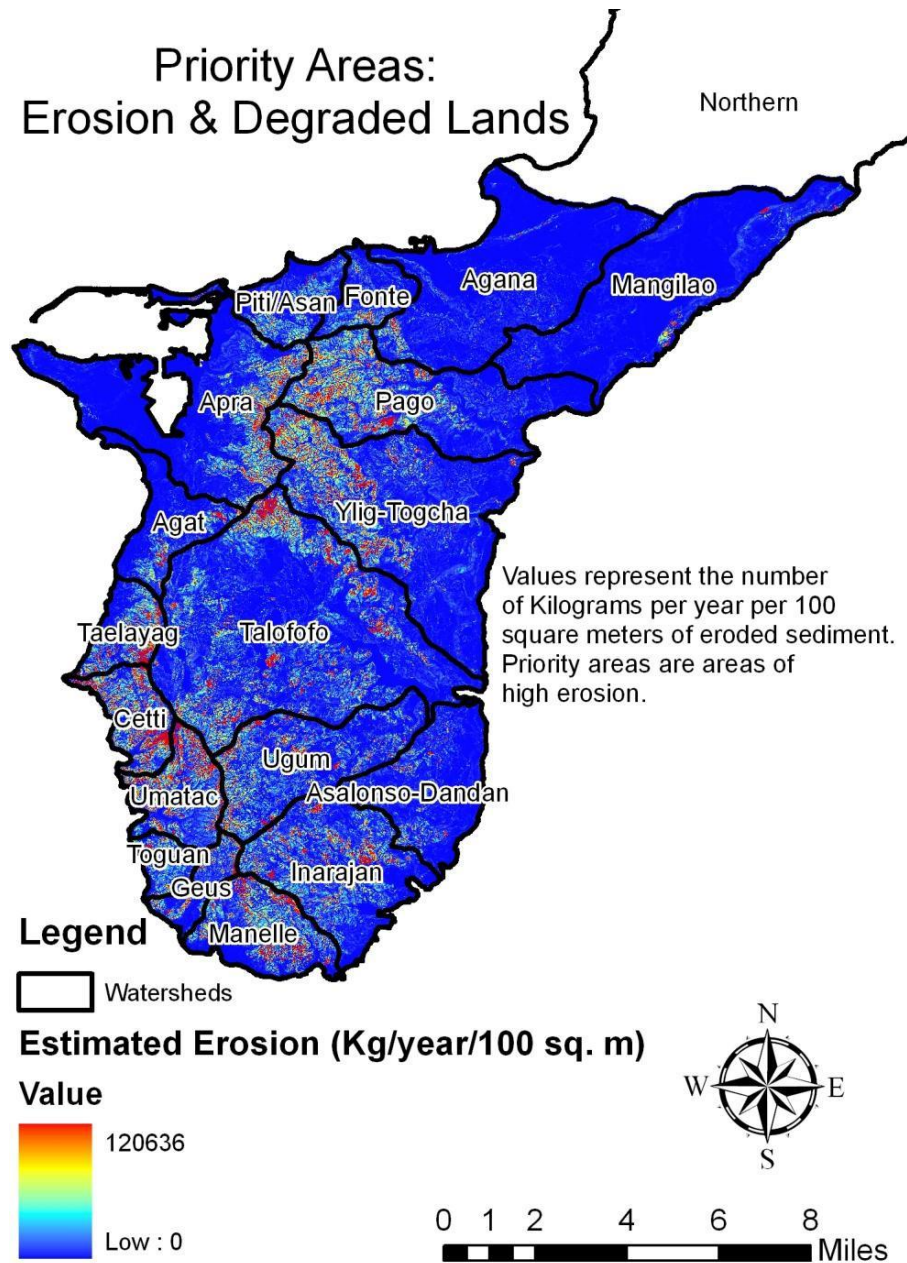 Priority Areas:
Erosion & Degraded Lands
Northern
Agana
Mangilao
Piti/Asan
Fonte
Apra
Pago
Agat
Ylig-Togcha
Values represent the number
of Kilograms per year per 100
square meters of eroded sediment.
Priority areas are areas of
high erosion.
Taelayag
Talofofo
Cetti
Ugum
Umatac
Asalonso-Dandan
Toguan
Inarajan
Geus
Manelle
Legend
Watersheds
Estimated Erosion (Kg/year/100 sq. m)
Value
120636
Low : 0
N
W
E
S
0 1 2 4 6 8
Miles